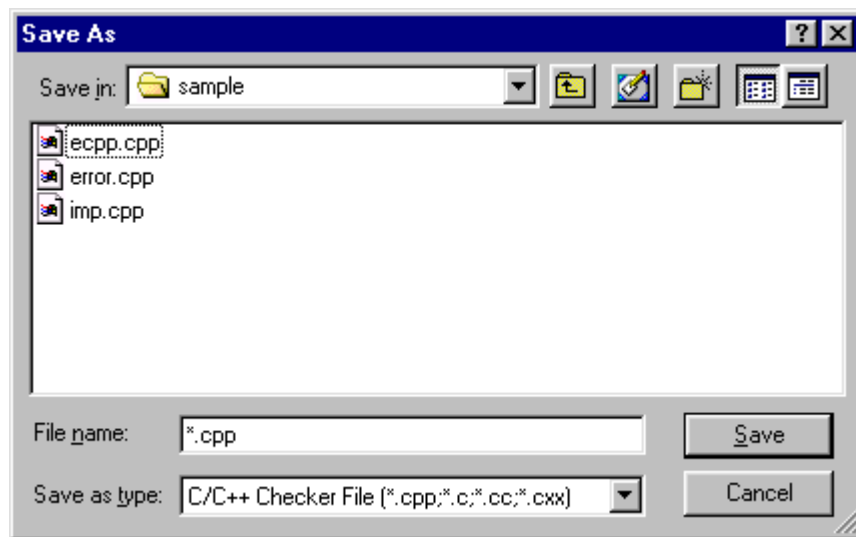 Save As
Save in: sample
ecpp.cpp
error.cpp
imp.cpp
File name: *.cpp Save
Save as type: C/C++ Checker File (*.cpp;*.c;*.cc;*.cxx) Cancel